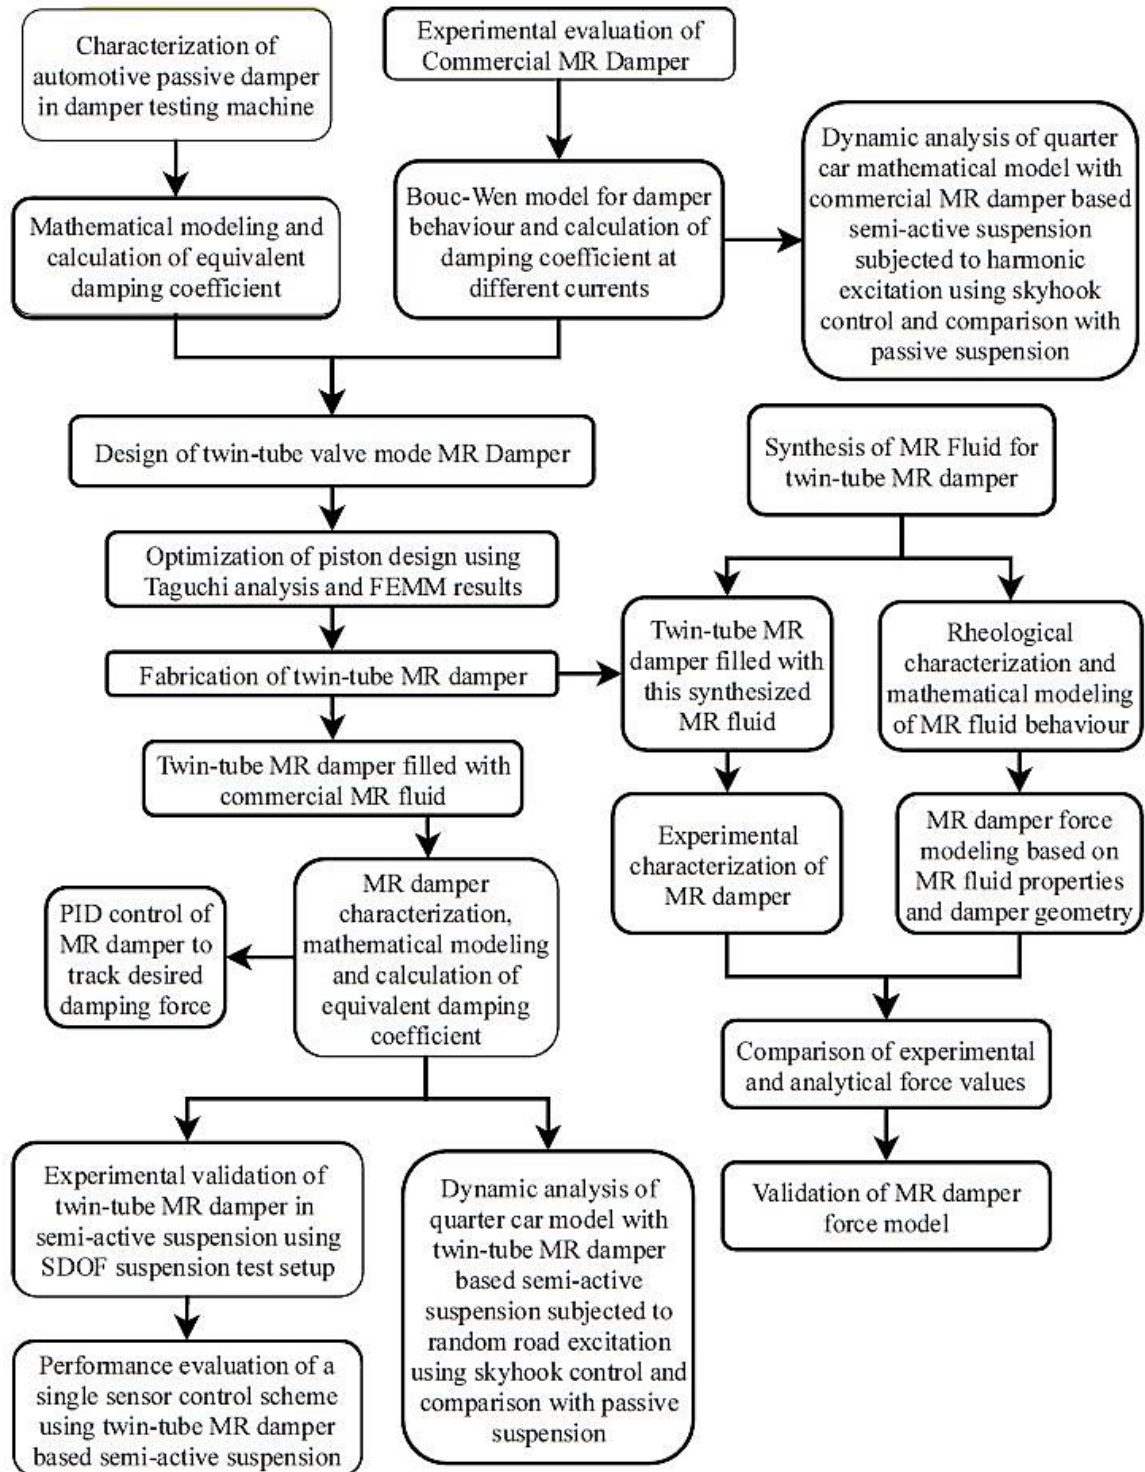 Characterization of
automotive passive damper
in damper testing machine
Experimental evaluation of
Commercial MR Damper
Mathematical modeling and
calculation of equivalent
damping coefficient
Bouc-Wen model for damper
behaviour and calculation of
damping coefficient at
different currents
Dynamic analysis of quarter
car mathematical model with
commercial MR damper based
semi-active suspension
subjected to harmonic
excitation using skyhook
control and comparison with
passive suspension
Design of twin-tube valve mode MR Damper
Synthesis of MR Fluid for
twin-tube MR damper
Optimization of piston design using
Taguchi analysis and FEMM results
Fabrication of twin-tube MR damper
Twin-tube MR
damper filled with
this synthesized
MR fluid
Rheological
characterization and
mathematical modeling
of MR fluid behaviour
Twin-tube MR damper filled with
commercial MR fluid
Experimental
characterization of
MR damper
MR damper force
modeling based on
MR fluid properties
and damper geometry
PID control of
MR damper to
track desired
damping force
MR damper
characterization,
mathematical modeling
and calculation of
equivalent damping
coefficient
Comparison of experimental
and analytical force values
Validation of MR damper
force model
Experimental validation of
twin-tube MR damper in
semi-active suspension using
SDOF suspension test setup
Dynamic analysis of
quarter car model with
twin-tube MR damper
based semi-active
suspension subjected to
random road excitation
using skyhook control and
comparison with passive
suspension
Performance evaluation of a
single sensor control scheme
using twin-tube MR damper
based semi-active suspension